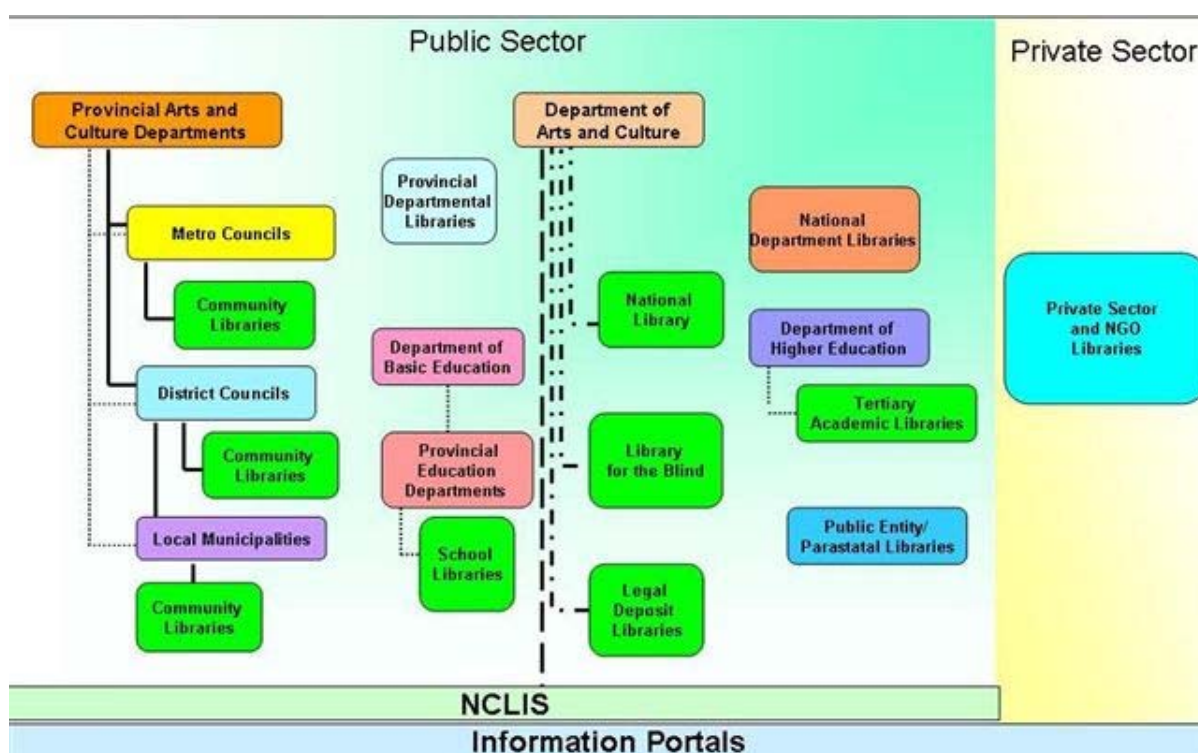 Public Sector
Private Sector
Provincial Arts and
Culture Departments
Metro Councils
Community
Libraries
District Councils
Community
Libraries
Local Municipalities
Community
Libraries
Provincial
Departmental
Libraries
Department of
Basic Education
Provincial
Education
Departments
School
Libraries
Department of
Arts and Culture
National
Library
Library
for the Blind
Legal
Deposit
Libraries
National
Department Libraries
Department of
Higher Education
Tertiary
Academic Libraries
Public Entity/
Parastatal Libraries
Private Sector
and NGO
Libraries
NCLIS
Information Portals